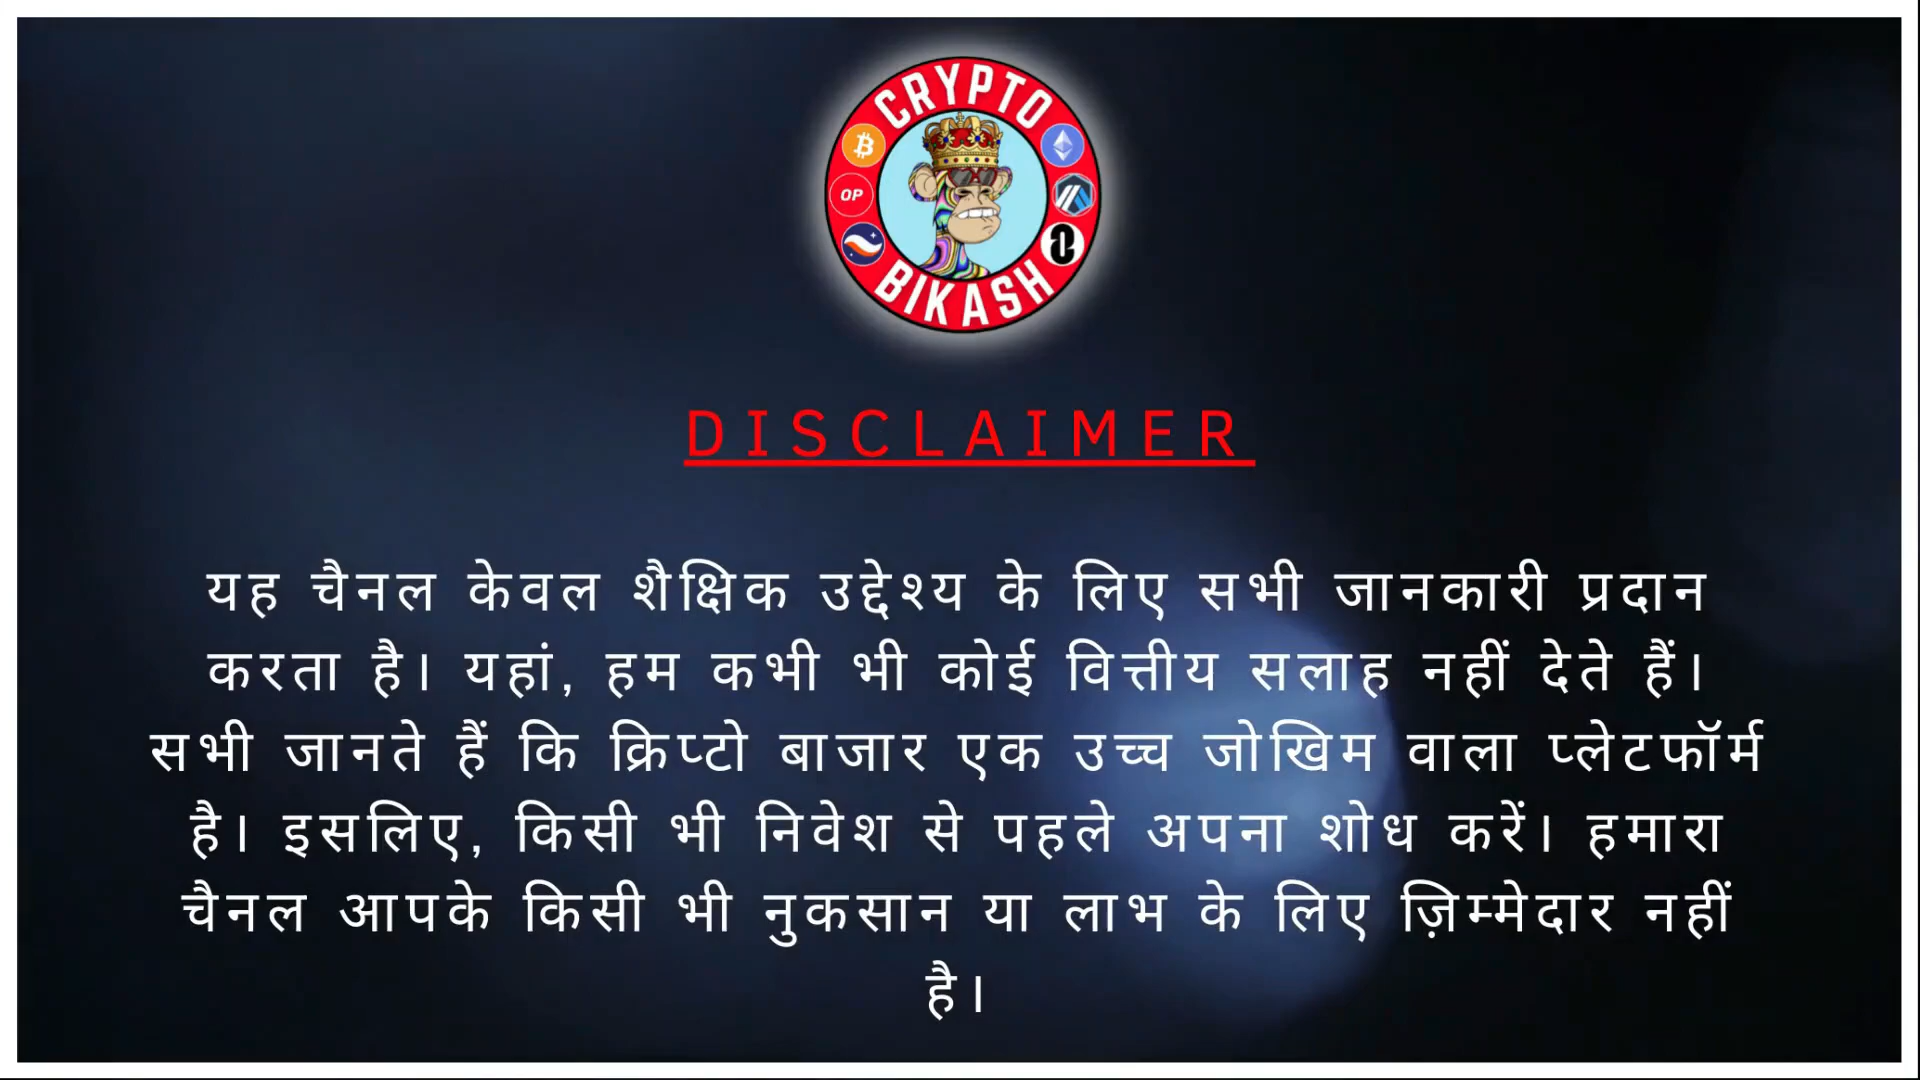 CRYPTO
OP
BIKASH
DISCLAIMER
यह चैनल केवल शैक्षिक उद्देश्य के लिए सभी जानकारी प्रदान
करता है। यहां, हम कभी भी कोई वित्तीय सलाह नहीं देते हैं।
सभी जानते हैं कि क्रिप्टो बाजार एक उच्च जोखिम वाला प्लेटफॉर्म
है। इसलिए, किसी भी निवेश से पहले अपना शोध करें। हमारा
चैनल आपके किसी भी नुकसान या लाभ के लिए ज़िम्मेदार नहीं
है।